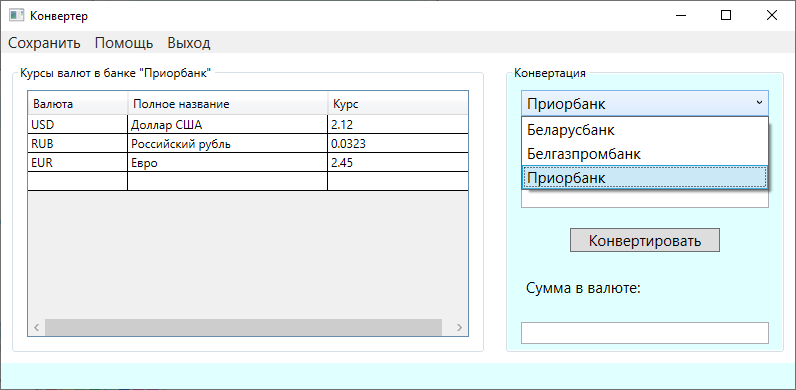 Конвертер
Сохранить Помощь Выход
Курсы валют в банке "Приорбанк"
Валюта Полное название Курс
USD Доллар США 2.12
RUB Российский рубль 0.0323
EUR Евро 2.45
Конвертация
Приорбанк
Беларусбанк
Белгазпромбанк
Приорбанк
Конвертировать
Сумма в валюте: